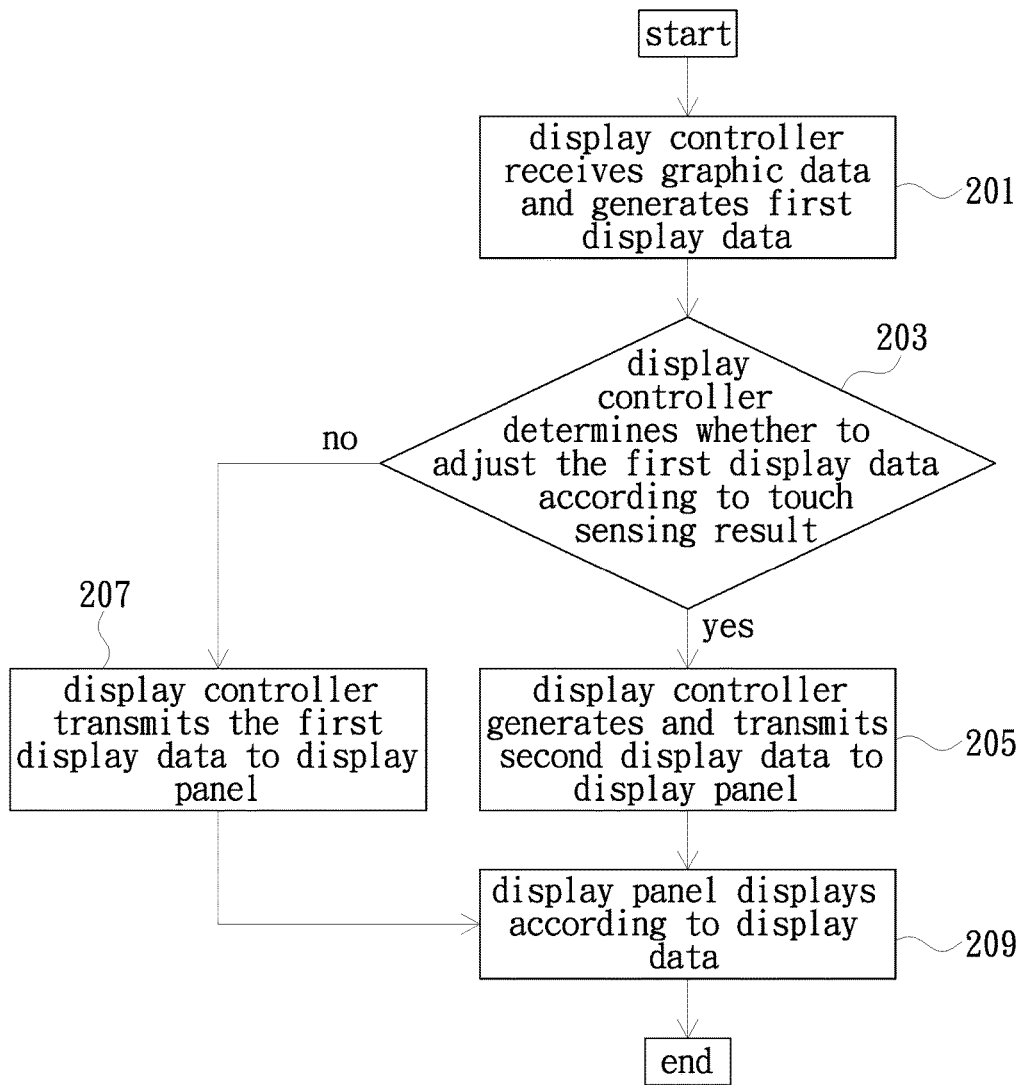 start
display controller
receives graphic data
and generates first
display data
201
203
display
controller
determines whether to
adjust the first display data
according to touch
sensing result
no
yes
207
display controller
transmits the first
display data to display
panel
display controller
generates and transmits
second display data to
display panel
205
display panel displays
according to display
data
209
end